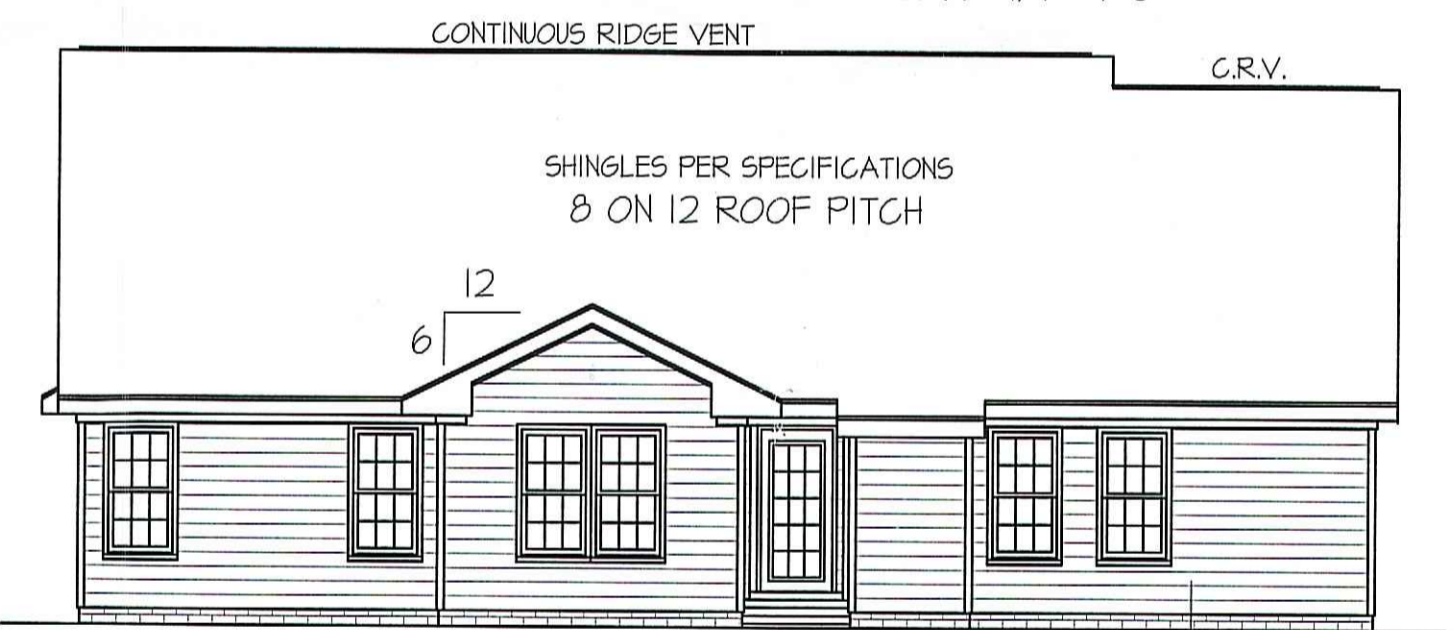 CONTINUOUS RIDGE VENT
C.R.V.
SHINGLES PER SPECIFICATIONS
8 ON 12 ROOF PITCH
12
6